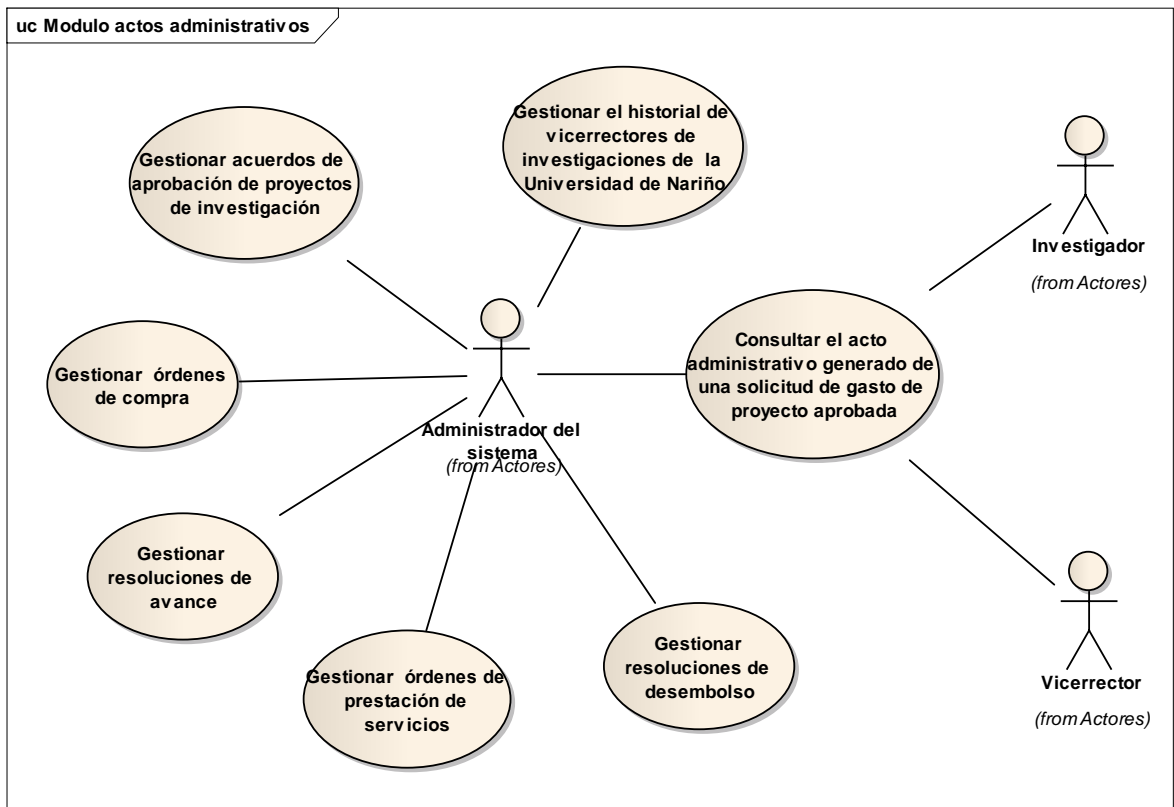 uc Modulo actos administrativos
Gestionar el historial de
vicerrectores de
investigaciones de la
Universidad de Nariño
Gestionar acuerdos de
aprobación de proyectos
de investigación
Investigador
(from Actores)
Consultar el acto
administrativo generado de
una solicitud de gasto de
proyecto aprobada
Gestionar órdenes
de compra
Administrador del
sistema
(from Actores)
Gestionar
resoluciones de
avance
Gestionar órdenes de
prestación de
servicios
Gestionar
resoluciones de
desembolso
Vicerrector
(from Actores)